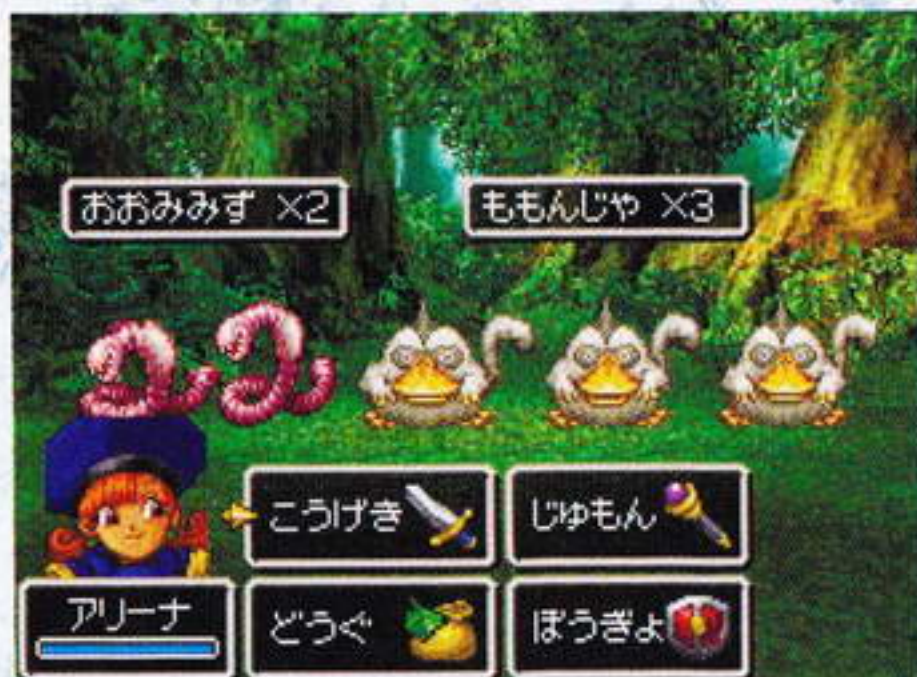 おおみみず ×2
ももんじゃ ×3
こうげき
じゅもん
アリーナ
どうぐ
ぼうぎょ